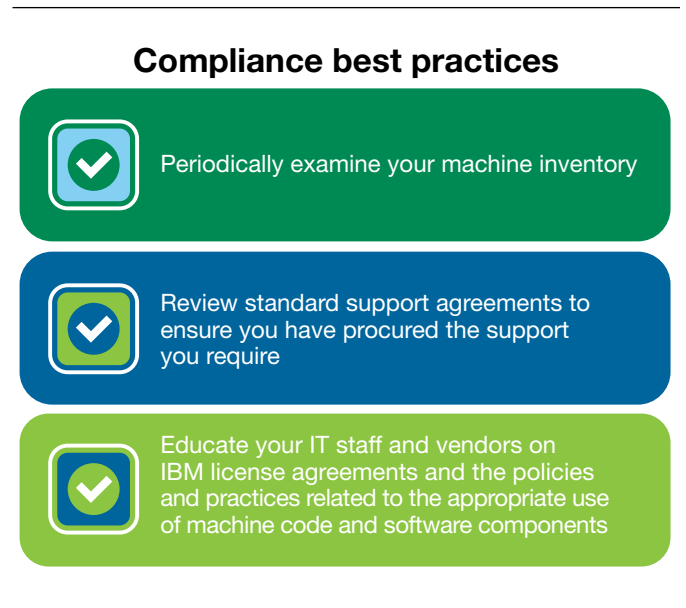 Compliance best practices
Periodically examine your machine inventory
Review standard support agreements to
ensure you have procured the support
you require
Educate your IT staff and vendors on
IBM license agreements and the policies
and practices related to the appropriate use
of machine code and software components